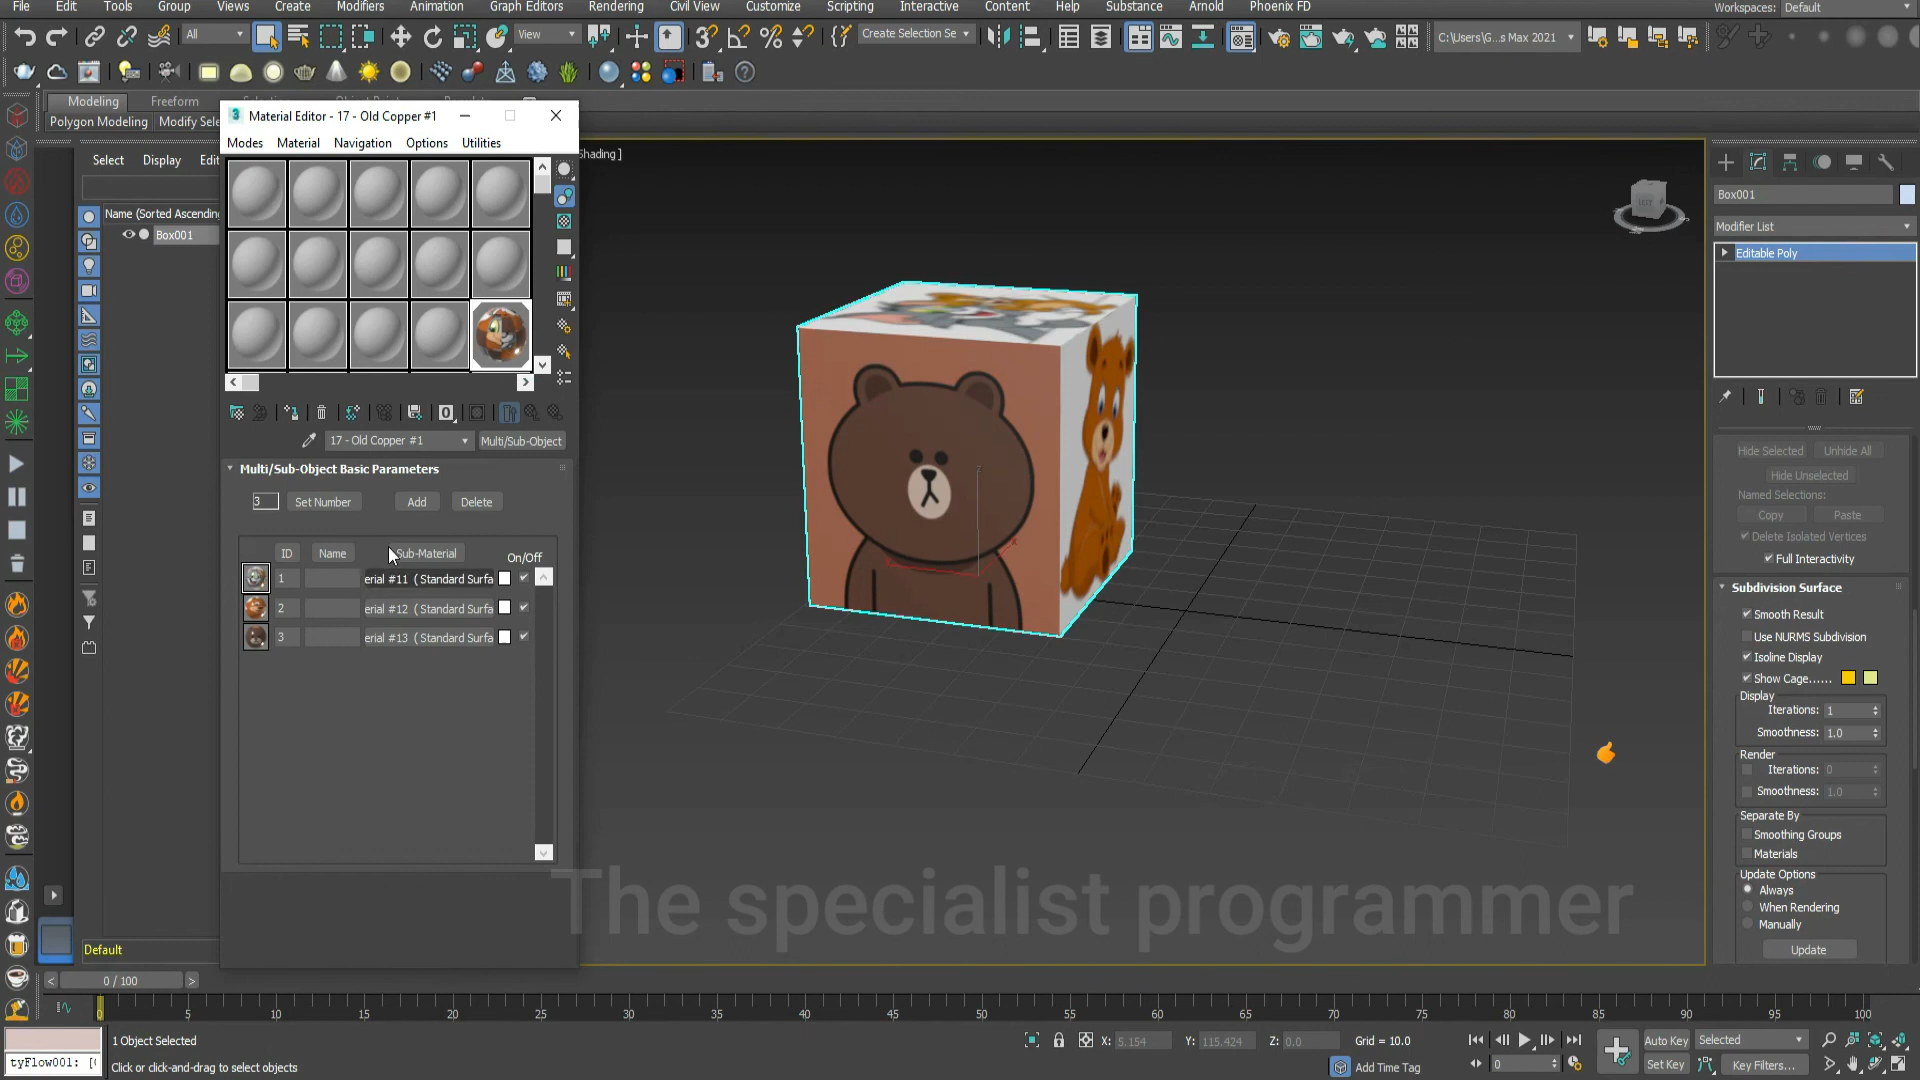 File Edit Tools Group Views Create Modifiers Animation Graph Editors Rendering Civil View Customize Scripting Interactive Content Help Substance Arnold Phoenix FD Workspaces: Default
All View Create Selection Se C:\Users\G...s Max 2021
Modeling Freeform
Polygon Modeling Modify Sele
Material Editor - 17 - Old Copper #1
Modes Material Navigation Options Utilities
Select Display Edit
Name (Sorted Ascending
Box001
17 - Old Copper #1 Multi/Sub-Object
Multi/Sub-Object Basic Parameters
3 Set Number Add Delete
ID Name Sub-Material On/Off
1 erial #11 ( Standard Surfa
2 erial #12 ( Standard Surfa
3 erial #13 ( Standard Surfa
Default
Shading ]
LEFT
Box001
Modifier List
Editable Poly
Hide Selected Unhide All
Hide Unselected
Named Selections:
Copy Paste
Delete Isolated Vertices
Full Interactivity
Subdivision Surface
Smooth Result
Use NURMS Subdivision
Isoline Display
Show Cage......
Display
Iterations: 1
Smoothness: 1.0
Render
Iterations: 0
Smoothness: 1.0
Separate By
Smoothing Groups
Materials
Update Options
Always
When Rendering
Manually
Update
The specialist programmer
< 0 / 100 >
0 5 10 15 20 25 30 35 40 45 50 55 60 65 70 75 80 85 90 95 100
1 Object Selected X: 5.154 Y: 115.424 Z: 0.0 Grid = 10.0 Auto Key Selected
tyFlow001: [
Click or click-and-drag to select objects Add Time Tag 0 Set Key Key Filters...